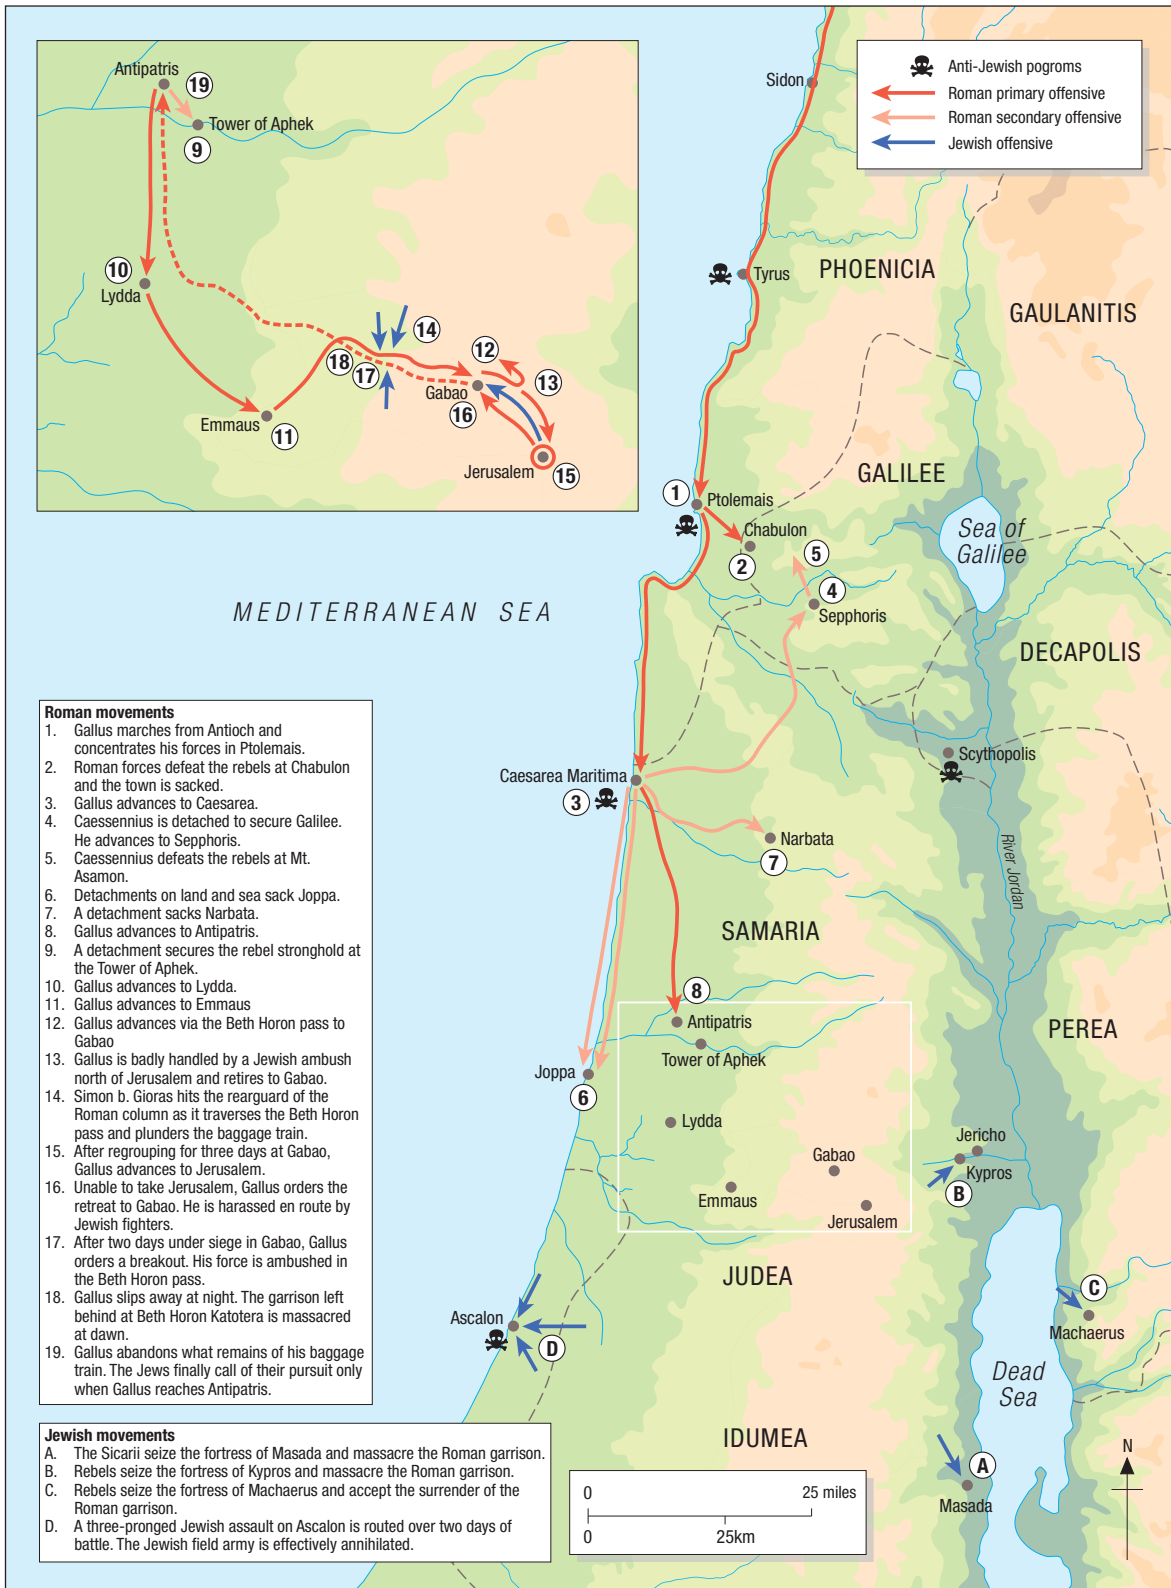 Antipatris
19
Tower of Aphek
9
10
Lydda
14
12
18
17
13
Gabao
16
Emmaus
11
Jerusalem
15
Anti-Jewish pogroms
Roman primary offensive
Roman secondary offensive
Jewish offensive
Sidon
Tyrus
PHOENICIA
GAULANITIS
GALILEE
1
Ptolemais
Chabulon
2
5
4
Sepphoris
Sea of
Galilee
MEDITERRANEAN SEA
DECAPOLIS
Scythopolis
Caesarea Maritima
3
Narbata
7
River Jordan
SAMARIA
8
Antipatris
Tower of Aphek
PEREA
Joppa
6
Lydda
Jericho
Kypros
B
Gabao
Emmaus
Jerusalem
JUDEA
C
Machaerus
Ascalon
D
Dead
Sea
IDUMEA
A
Masada
N
0
25 miles
0
25km
Roman movements
1. Gallus marches from Antioch and
concentrates his forces in Ptolemais.
2. Roman forces defeat the rebels at Chabulon
and the town is sacked.
3. Gallus advances to Caesarea.
4. Caessennius is detached to secure Galilee.
He advances to Sepphoris.
5. Caessennius defeats the rebels at Mt.
Asamon.
6. Detachments on land and sea sack Joppa.
7. A detachment sacks Narbata.
8. Gallus advances to Antipatris.
9. A detachment secures the rebel stronghold at
the Tower of Aphek.
10. Gallus advances to Lydda.
11. Gallus advances to Emmaus
12. Gallus advances via the Beth Horon pass to
Gabao
13. Gallus is badly handled by a Jewish ambush
north of Jerusalem and retires to Gabao.
14. Simon b. Gioras hits the rearguard of the
Roman column as it traverses the Beth Horon
pass and plunders the baggage train.
15. After regrouping for three days at Gabao,
Gallus advances to Jerusalem.
16. Unable to take Jerusalem, Gallus orders the
retreat to Gabao. He is harassed en route by
Jewish fighters.
17. After two days under siege in Gabao, Gallus
orders a breakout. His force is ambushed in
the Beth Horon pass.
18. Gallus slips away at night. The garrison left
behind at Beth Horon Katotera is massacred
at dawn.
19. Gallus abandons what remains of his baggage
train. The Jews finally call of their pursuit only
when Gallus reaches Antipatris.
Jewish movements
A. The Sicarii seize the fortress of Masada and massacre the Roman garrison.
B. Rebels seize the fortress of Kypros and massacre the Roman garrison.
C. Rebels seize the fortress of Machaerus and accept the surrender of the
Roman garrison.
D. A three-pronged Jewish assault on Ascalon is routed over two days of
battle. The Jewish field army is effectively annihilated.